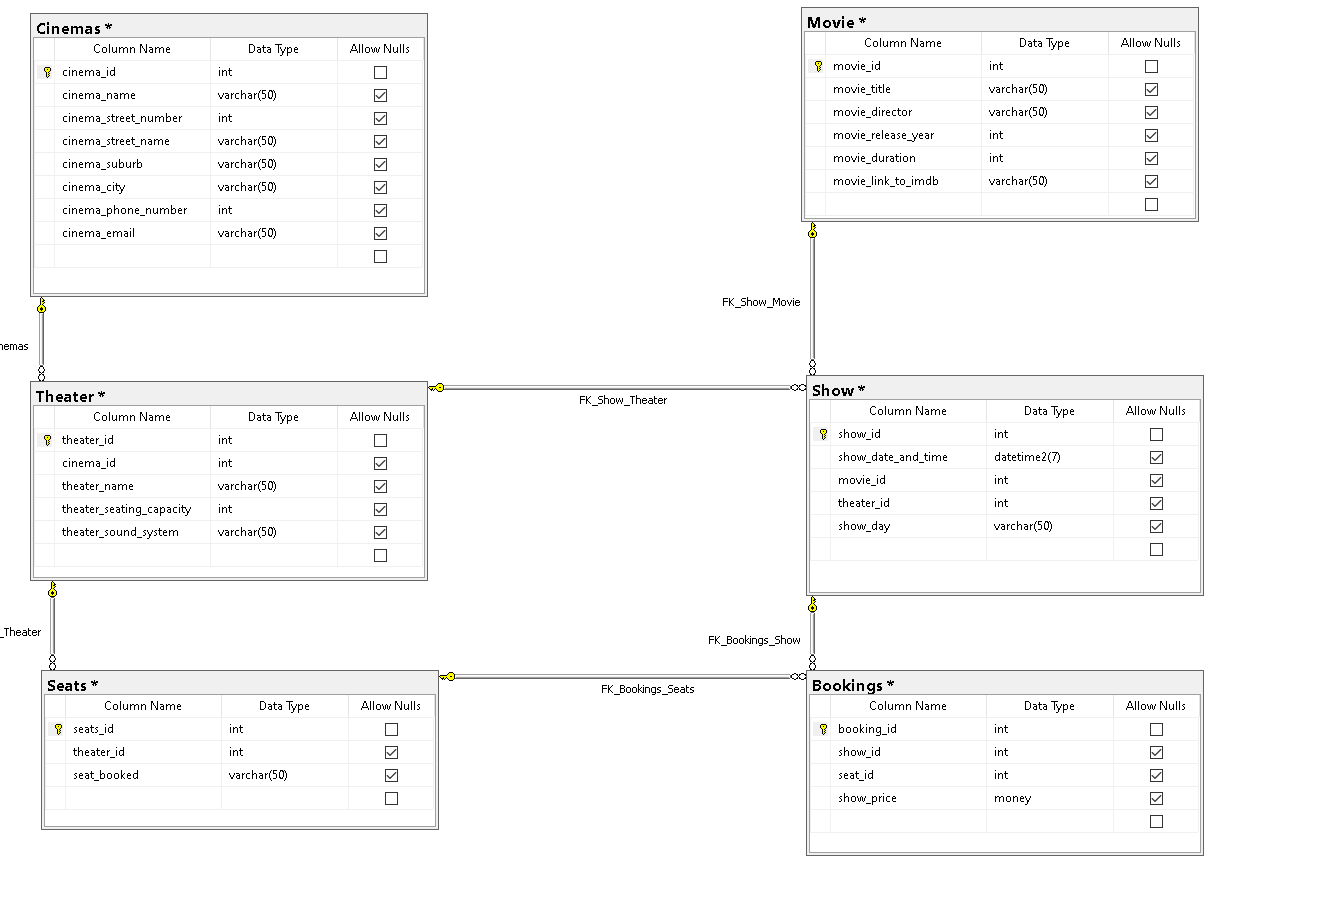 Cinemas *
Column Name Data Type Allow Nulls
cinema_id int
cinema_name varchar(50)
cinema_street_number int
cinema_street_name varchar(50)
cinema_suburb varchar(50)
cinema_city varchar(50)
cinema_phone_number int
cinema_email varchar(50)
Movie *
Column Name Data Type Allow Nulls
movie_id int
movie_title varchar(50)
movie_director varchar(50)
movie_release_year int
movie_duration int
movie_link_to_imdb varchar(50)
FK_Show_Movie
nemas
FK_Show_Theater
Theater *
Column Name Data Type Allow Nulls
theater_id int
cinema_id int
theater_name varchar(50)
theater_seating_capacity int
theater_sound_system varchar(50)
Show *
Column Name Data Type Allow Nulls
show_id int
show_date_and_time datetime2(7)
movie_id int
theater_id int
show_day varchar(50)
_Theater
FK_Bookings_Show
FK_Bookings_Seats
Seats *
Column Name Data Type Allow Nulls
seats_id int
theater_id int
seat_booked varchar(50)
Bookings *
Column Name Data Type Allow Nulls
booking_id int
show_id int
seat_id int
show_price money